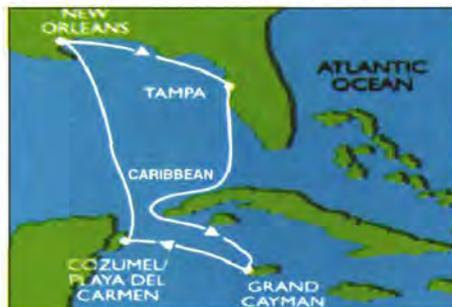 NEW
ORLEANS
TAMPA
ATLANTIC
OCEAN
CARIBBEAN
COZUMEL/
PLAYA DEL
CARMEN
GRAND
CAYMAN